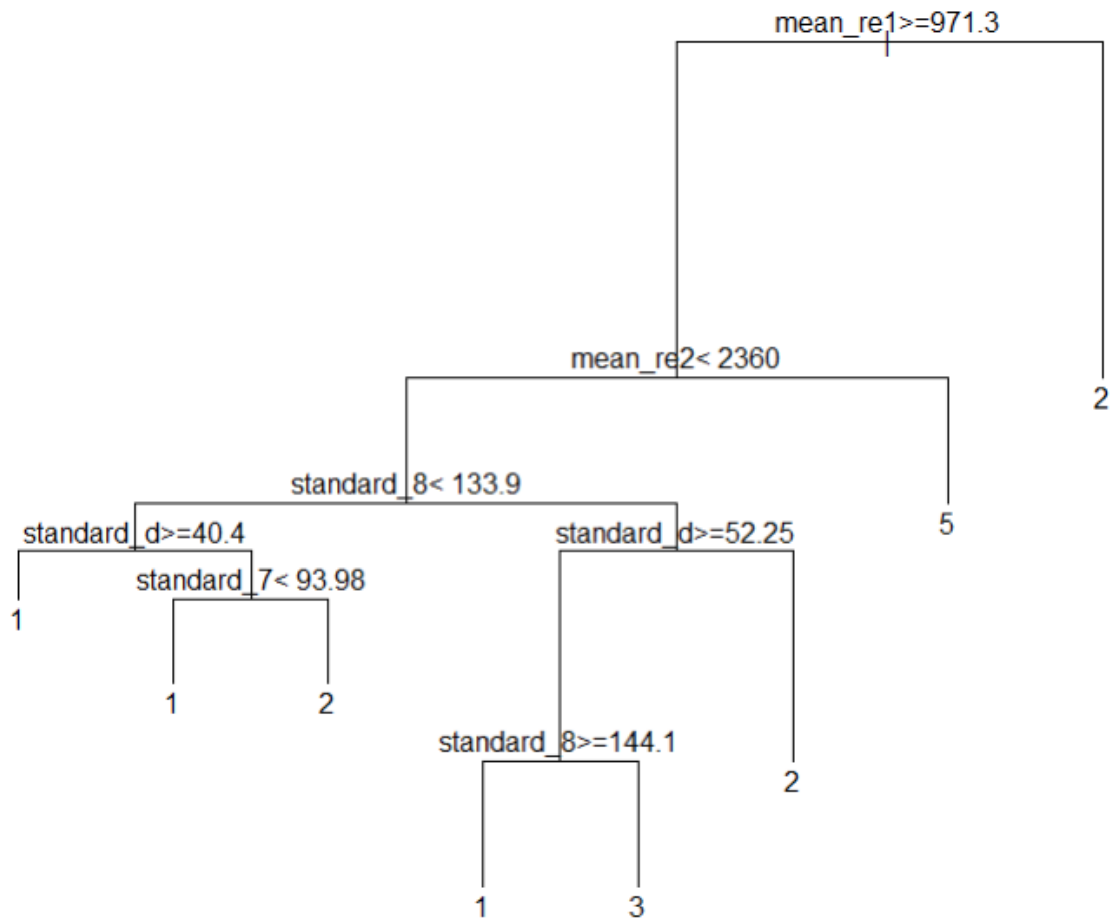 mean_re1>=971.3
mean_re2< 2360
2
standard_8< 133.9
5
standard_d>=40.4
standard_d>=52.25
standard_7< 93.98
1
1
2
standard_8>=144.1
2
1
3